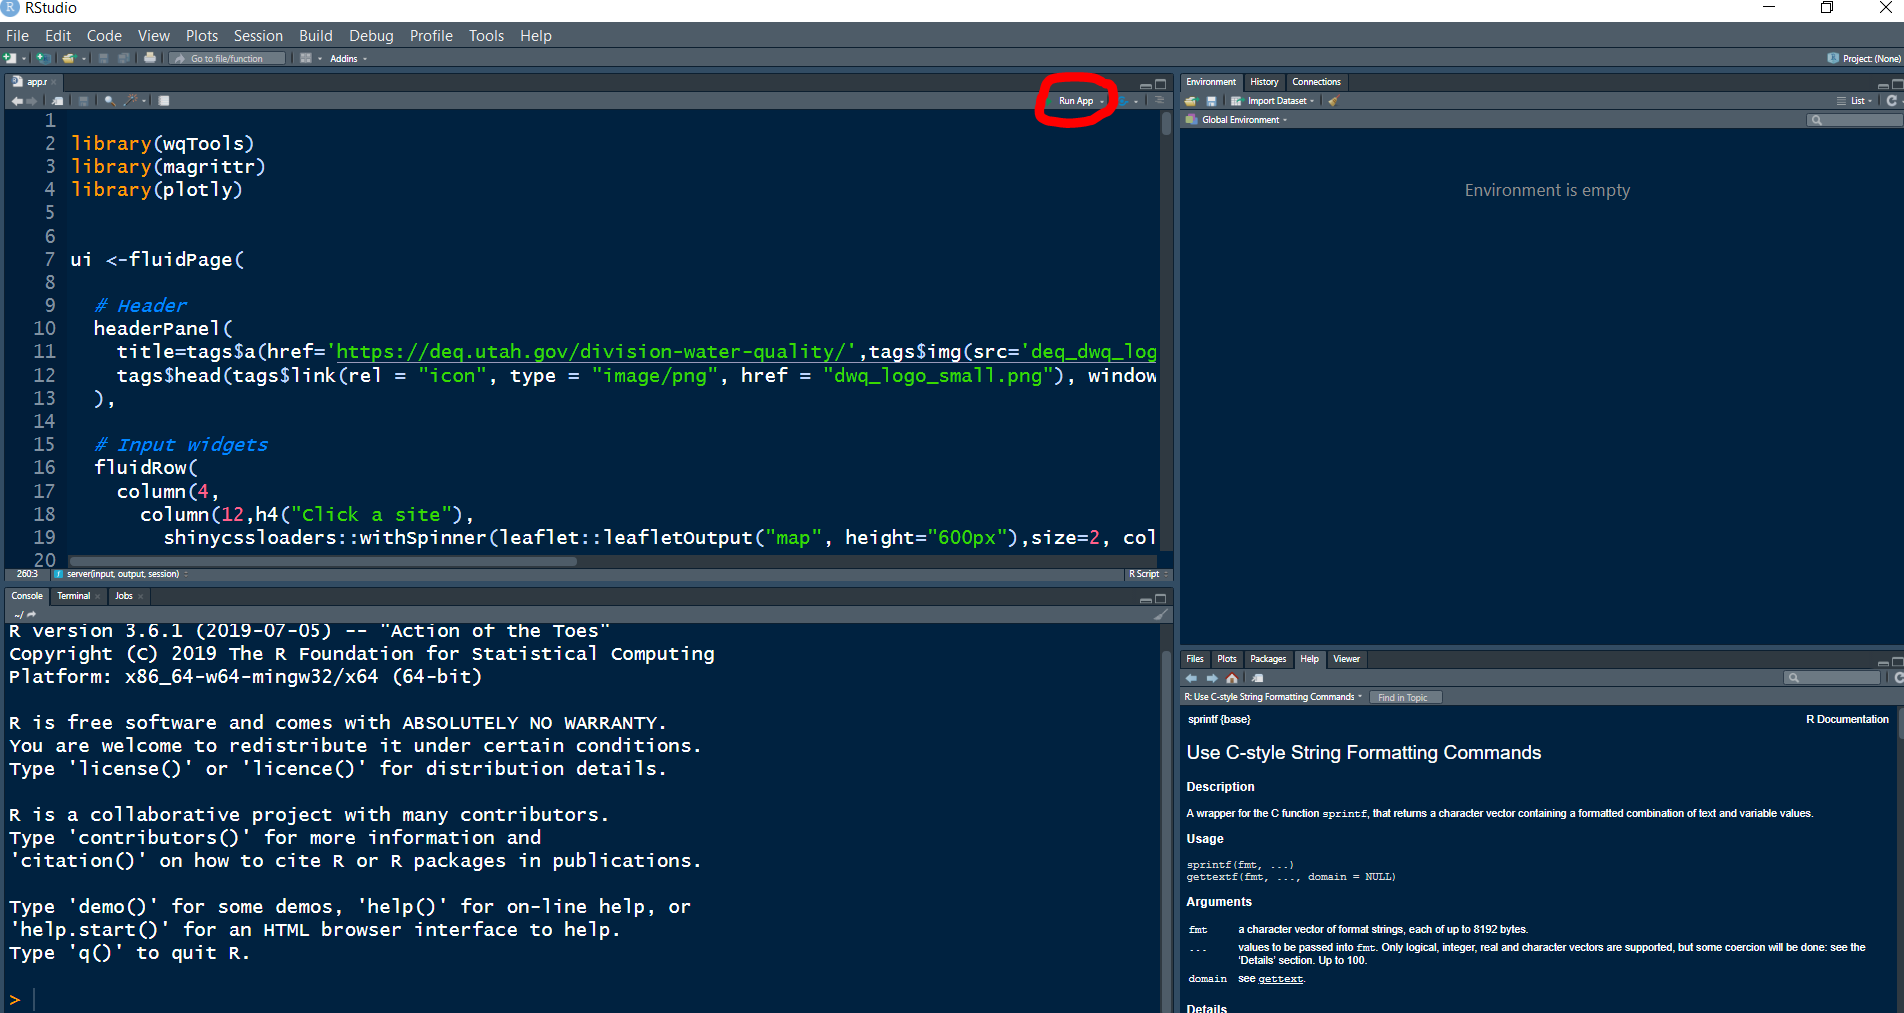 RStudio
File Edit Code View Plots Session Build Debug Profile Tools Help
Go to file/function Addins Project: (None)
app.r
Run App
1
2 library(wqTools)
3 library(magrittr)
4 library(plotly)
5
6
7 ui <-fluidPage(
8
9 # Header
10 headerPanel(
11 title=tags$a(href='https://deq.utah.gov/division-water-quality/',tags$img(src='deq_dwq_log
12 tags$head(tags$link(rel = "icon", type = "image/png", href = "dwq_logo_small.png"), window
13 ),
14
15 # Input widgets
16 fluidRow(
17 column(4,
18 column(12,h4("Click a site"),
19 shinycssloaders::withSpinner(leaflet::leafletOutput("map", height="600px"),size=2, col
20
260:3 server(input, output, session) R Script
Console Terminal Jobs
~/
R version 3.6.1 (2019-07-05) -- "Action of the Toes"
Copyright (C) 2019 The R Foundation for Statistical Computing
Platform: x86_64-w64-mingw32/x64 (64-bit)
R is free software and comes with ABSOLUTELY NO WARRANTY.
You are welcome to redistribute it under certain conditions.
Type 'license()' or 'licence()' for distribution details.
R is a collaborative project with many contributors.
Type 'contributors()' for more information and
'citation()' on how to cite R or R packages in publications.
Type 'demo()' for some demos, 'help()' for on-line help, or
'help.start()' for an HTML browser interface to help.
Type 'q()' to quit R.
>
Environment History Connections
Import Dataset List
Global Environment
Environment is empty
Files Plots Packages Help Viewer
R: Use C-style String Formatting Commands Find in Topic
sprintf {base} R Documentation
Use C-style String Formatting Commands
Description
A wrapper for the C function sprintf, that returns a character vector containing a formatted combination of text and variable values.
Usage
sprintf(fmt, ...)
gettextf(fmt, ..., domain = NULL)
Arguments
fmt a character vector of format strings, each of up to 8192 bytes.
... values to be passed into fmt. Only logical, integer, real and character vectors are supported, but some coercion will be done: see the
'Details' section. Up to 100.
domain see gettext.
Details